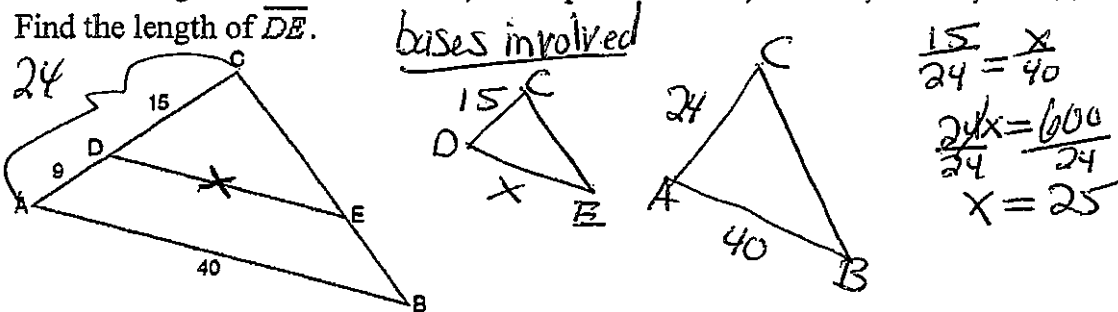 Find the length of DE.
bases involved
24
C
15
D
9
x
A
E
40
B
15
C
D
x
E
C
24
A
40
B
15/24 = x/40
24x/24 = 600/24
x = 25